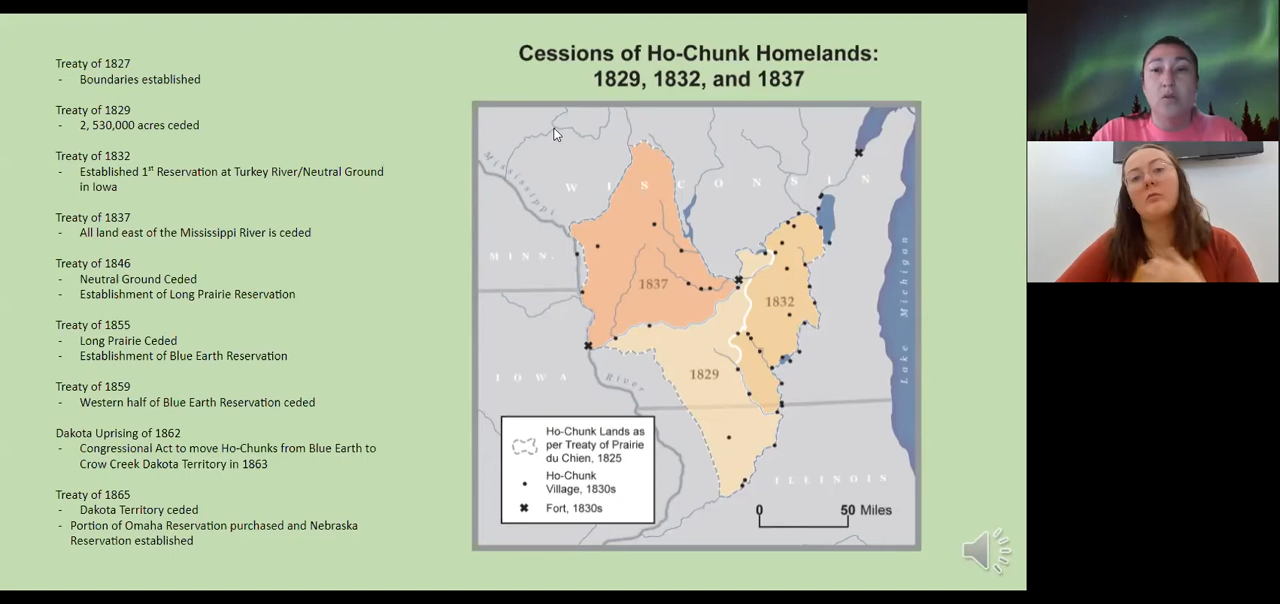 Treaty of 1827
- Boundaries established
Treaty of 1829
- 2, 530,000 acres ceded
Treaty of 1832
- Established 1st Reservation at Turkey River/Neutral Ground
in Iowa
Treaty of 1837
- All land east of the Mississippi River is ceded
Treaty of 1846
- Neutral Ground Ceded
- Establishment of Long Prairie Reservation
Treaty of 1855
- Long Prairie Ceded
- Establishment of Blue Earth Reservation
Treaty of 1859
- Western half of Blue Earth Reservation ceded
Dakota Uprising of 1862
- Congressional Act to move Ho-Chunks from Blue Earth to
Crow Creek Dakota Territory in 1863
Treaty of 1865
- Dakota Territory ceded
- Portion of Omaha Reservation purchased and Nebraska
Reservation established
Cessions of Ho-Chunk Homelands:
1829, 1832, and 1837
Mississippi
WISCONSIN
MINN.
1837
1832
Lake Michigan
1829
IOWA
River
ILLINOIS
Ho-Chunk Lands as
per Treaty of Prairie
du Chien, 1825
Ho-Chunk
Village, 1830s
Fort, 1830s
0 50 Miles